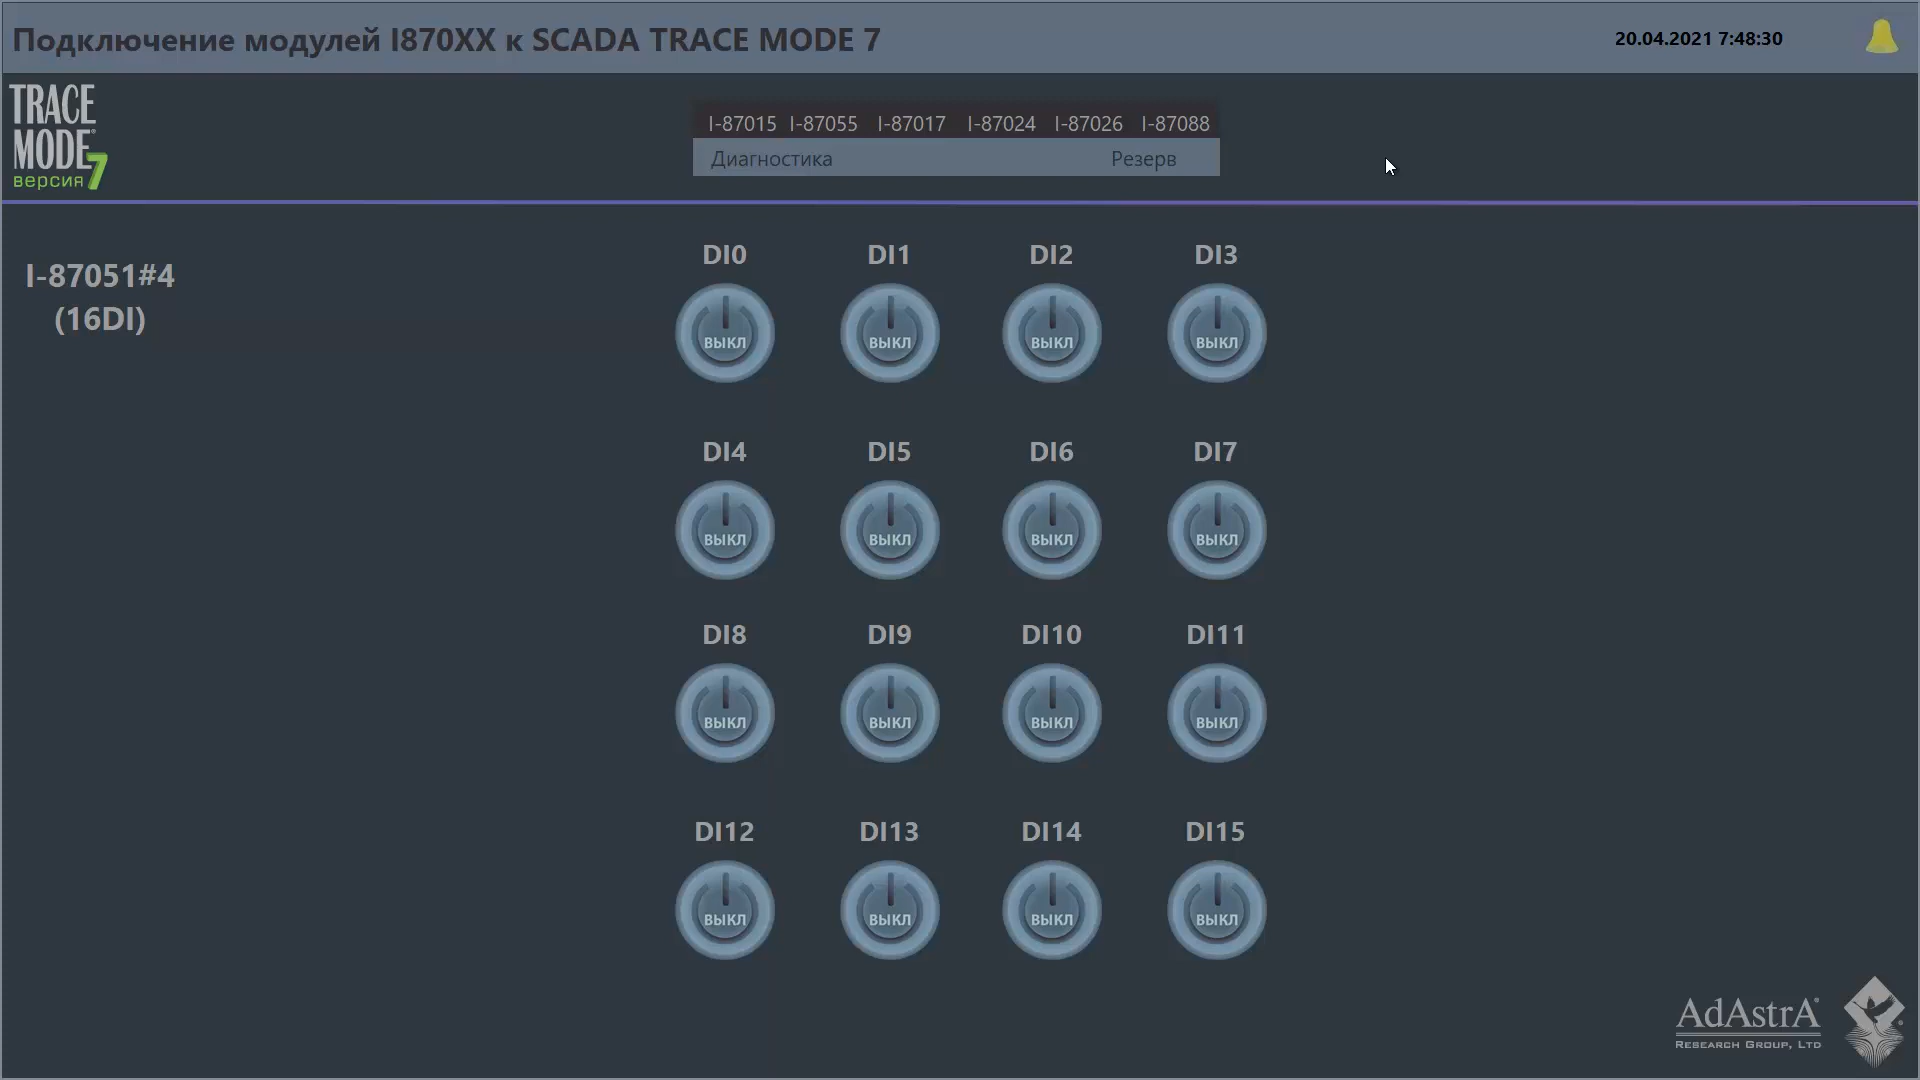 Подключение модулей I870XX к SCADA TRACE MODE 7
20.04.2021 7:48:30
TRACE
MODE 7
версия
I-87015 I-87055 I-87017 I-87024 I-87026 I-87088
Диагностика Резерв
I-87051#4
(16DI)
DI0 DI1 DI2 DI3
ВЫКЛ ВЫКЛ ВЫКЛ ВЫКЛ
DI4 DI5 DI6 DI7
ВЫКЛ ВЫКЛ ВЫКЛ ВЫКЛ
DI8 DI9 DI10 DI11
ВЫКЛ ВЫКЛ ВЫКЛ ВЫКЛ
DI12 DI13 DI14 DI15
ВЫКЛ ВЫКЛ ВЫКЛ ВЫКЛ
AdAstrA®
RESEARCH GROUP, LTD